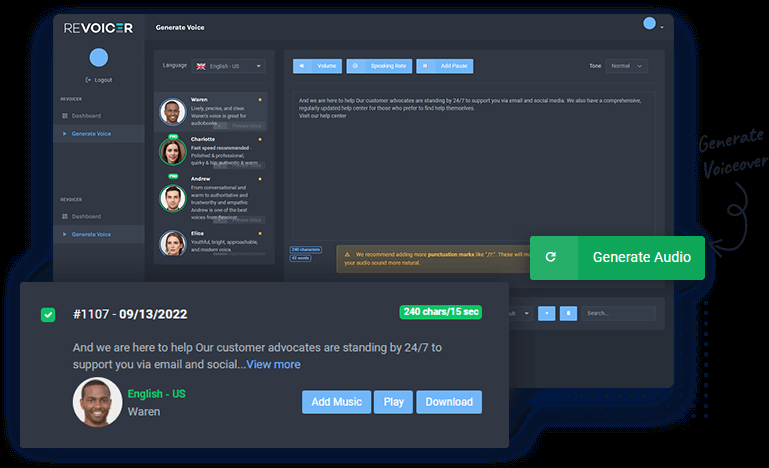 REVOICER
Generate Voice
Logout
REVOICER
Dashboard
Generate Voice
REVOICER
Dashboard
Generate Voice
Language
English - US
Waren
Lively, precise, and clear.
Waren's voice is great for
audiobooks
PRO
Charlotte
Fast speed recommended -
Polished & professional,
quirky & hip, authentic & warm
PRO
Andrew
From conversational and
warm to authoritative and
trustworthy and empathic
Andrew is one of the best
voices from Revoicer.
Elica
Youthful, bright, approachable,
and modern voice.
Volume
Speaking Rate
Add Pause
Tone
Normal
And we are here to help Our customer advocates are standing by 24/7 to support you via email and social media. We also have a comprehensive,
regularly updated help center for those who prefer to find help themselves.
Visit our help center
240 characters
42 words
We recommend adding more punctuation marks like
your audio sound more natural.
Generate
Voiceover
Generate Audio
Search...
#1107 - 09/13/2022
240 chars/15 sec
And we are here to help Our customer advocates are standing by 24/7 to
support you via email and social...View more
English - US
Waren
Add Music
Play
Download